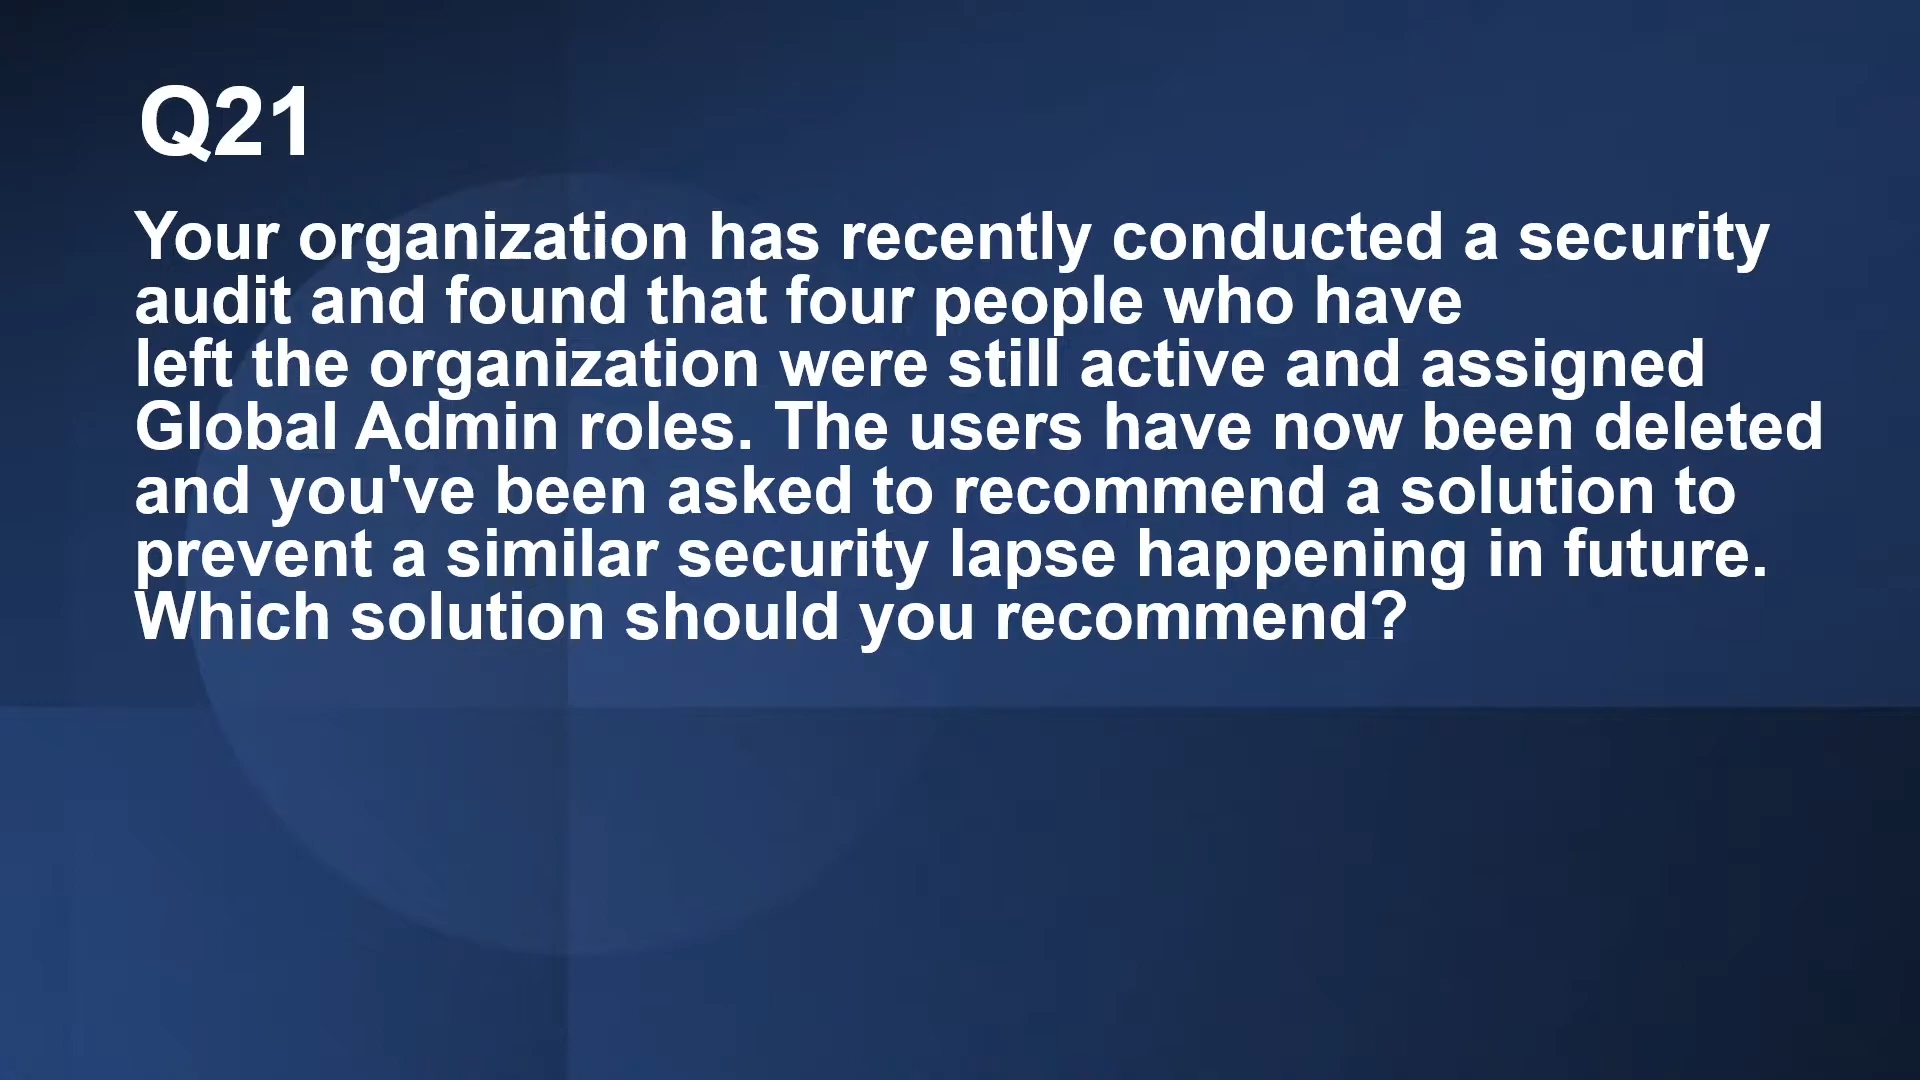 Q21
Your organization has recently conducted a security
audit and found that four people who have
left the organization were still active and assigned
Global Admin roles. The users have now been deleted
and you've been asked to recommend a solution to
prevent a similar security lapse happening in future.
Which solution should you recommend?